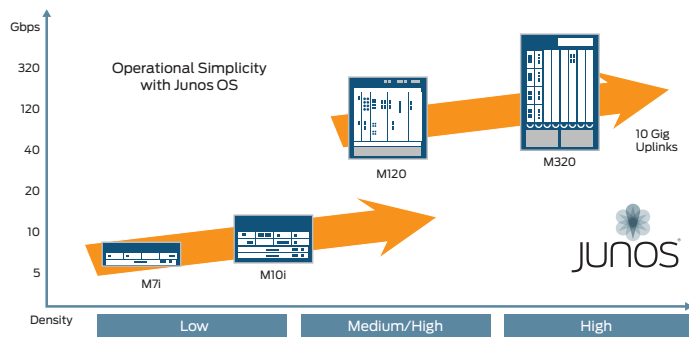 Gbps
320
120
40
20
10
5
Operational Simplicity
with Junos OS
M120
M320
10 Gig
Uplinks
M7i
M10i
JUNOS®
Density
Low
Medium/High
High